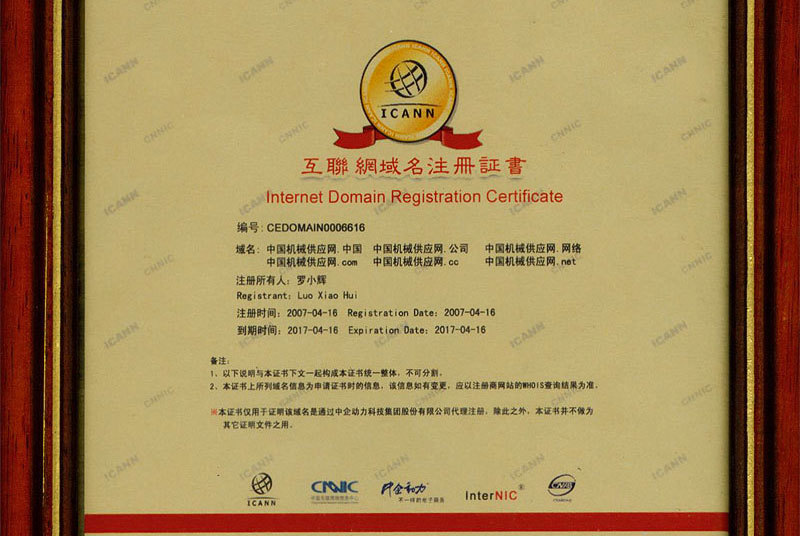 ICANN
互聯網域名注冊証書
Internet Domain Registration Certificate
编号: CEDOMAIN0006616
域名: 中国机械供应网.中国 中国机械供应网.公司 中国机械供应网.网络
中国机械供应网.com 中国机械供应网.cc 中国机械供应网.net
注册所有人: 罗小辉
Registrant: Luo Xiao Hui
注册时间: 2007-04-16 Registration Date: 2007-04-16
到期时间: 2017-04-16 Expiration Date: 2017-04-16
备注:
1、以下说明与本证书下文一起构成本证书统一整体，不可分割。
2、本证书上所列域名信息为申请证书时的信息，该信息如有变更，应以注册商网站的WHOIS查询结果为准。
※本证书仅用于证明该域名是通过中企动力科技集团股份有限公司代理注册，除此之外，本证书并不做为
其它证明文件之用。
ICANN CNNIC 中企动力 InterNIC® CNAB
不一样的电子商务